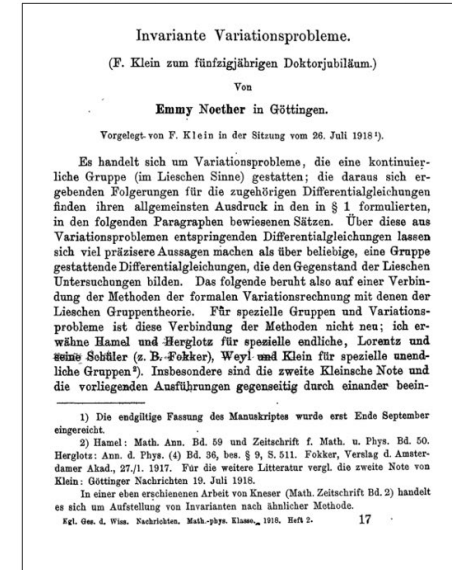 Invariante Variationsprobleme.
(F. Klein zum fünfzigjährigen Doktorjubiläum.)
Von
Emmy Noether in Göttingen.
Vorgelegt von F. Klein in der Sitzung vom 26. Juli 1918¹).
Es handelt sich um Variationsprobleme, die eine kontinuier-
liche Gruppe (im Lieschen Sinne) gestatten; die daraus sich er-
gebenden Folgerungen für die zugehörigen Differentialgleichungen
finden ihren allgemeinsten Ausdruck in den in § 1 formulierten,
in den folgenden Paragraphen bewiesenen Sätzen. Über diese aus
Variationsproblemen entspringenden Differentialgleichungen lassen
sich viel präzisere Aussagen machen als über beliebige, eine Gruppe
gestattende Differentialgleichungen, die den Gegenstand der Lieschen
Untersuchungen bilden. Das folgende beruht also auf einer Verbin-
dung der Methoden der formalen Variationsrechnung mit denen der
Lieschen Gruppentheorie. Für spezielle Gruppen und Variations-
probleme ist diese Verbindung der Methoden nicht neu; ich er-
wähne Hamel und Herglotz für spezielle endliche, Lorentz und
seine Schüler (z. B. Fokker), Weyl und Klein für spezielle unend-
liche Gruppen²). Insbesondere sind die zweite Kleinsche Note und
die vorliegenden Ausführungen gegenseitig durch einander beein-
1) Die endgiltige Fassung des Manuskriptes wurde erst Ende September
eingereicht.
2) Hamel: Math. Ann. Bd. 59 und Zeitschrift f. Math. u. Phys. Bd. 50.
Herglotz: Ann. d. Phys. (4) Bd. 36, bes. § 9, S. 511. Fokker, Verslag d. Amster-
damer Akad., 27./1. 1917. Für die weitere Litteratur vergl. die zweite Note von
Klein: Göttinger Nachrichten 19. Juli 1918.
In einer eben erschienenen Arbeit von Kneser (Math. Zeitschrift Bd. 2) handelt
es sich um Aufstellung von Invarianten nach ähnlicher Methode.
Kgl. Ges. d. Wiss. Nachrichten. Math.-phys. Klasse. 1918. Heft 2. 17